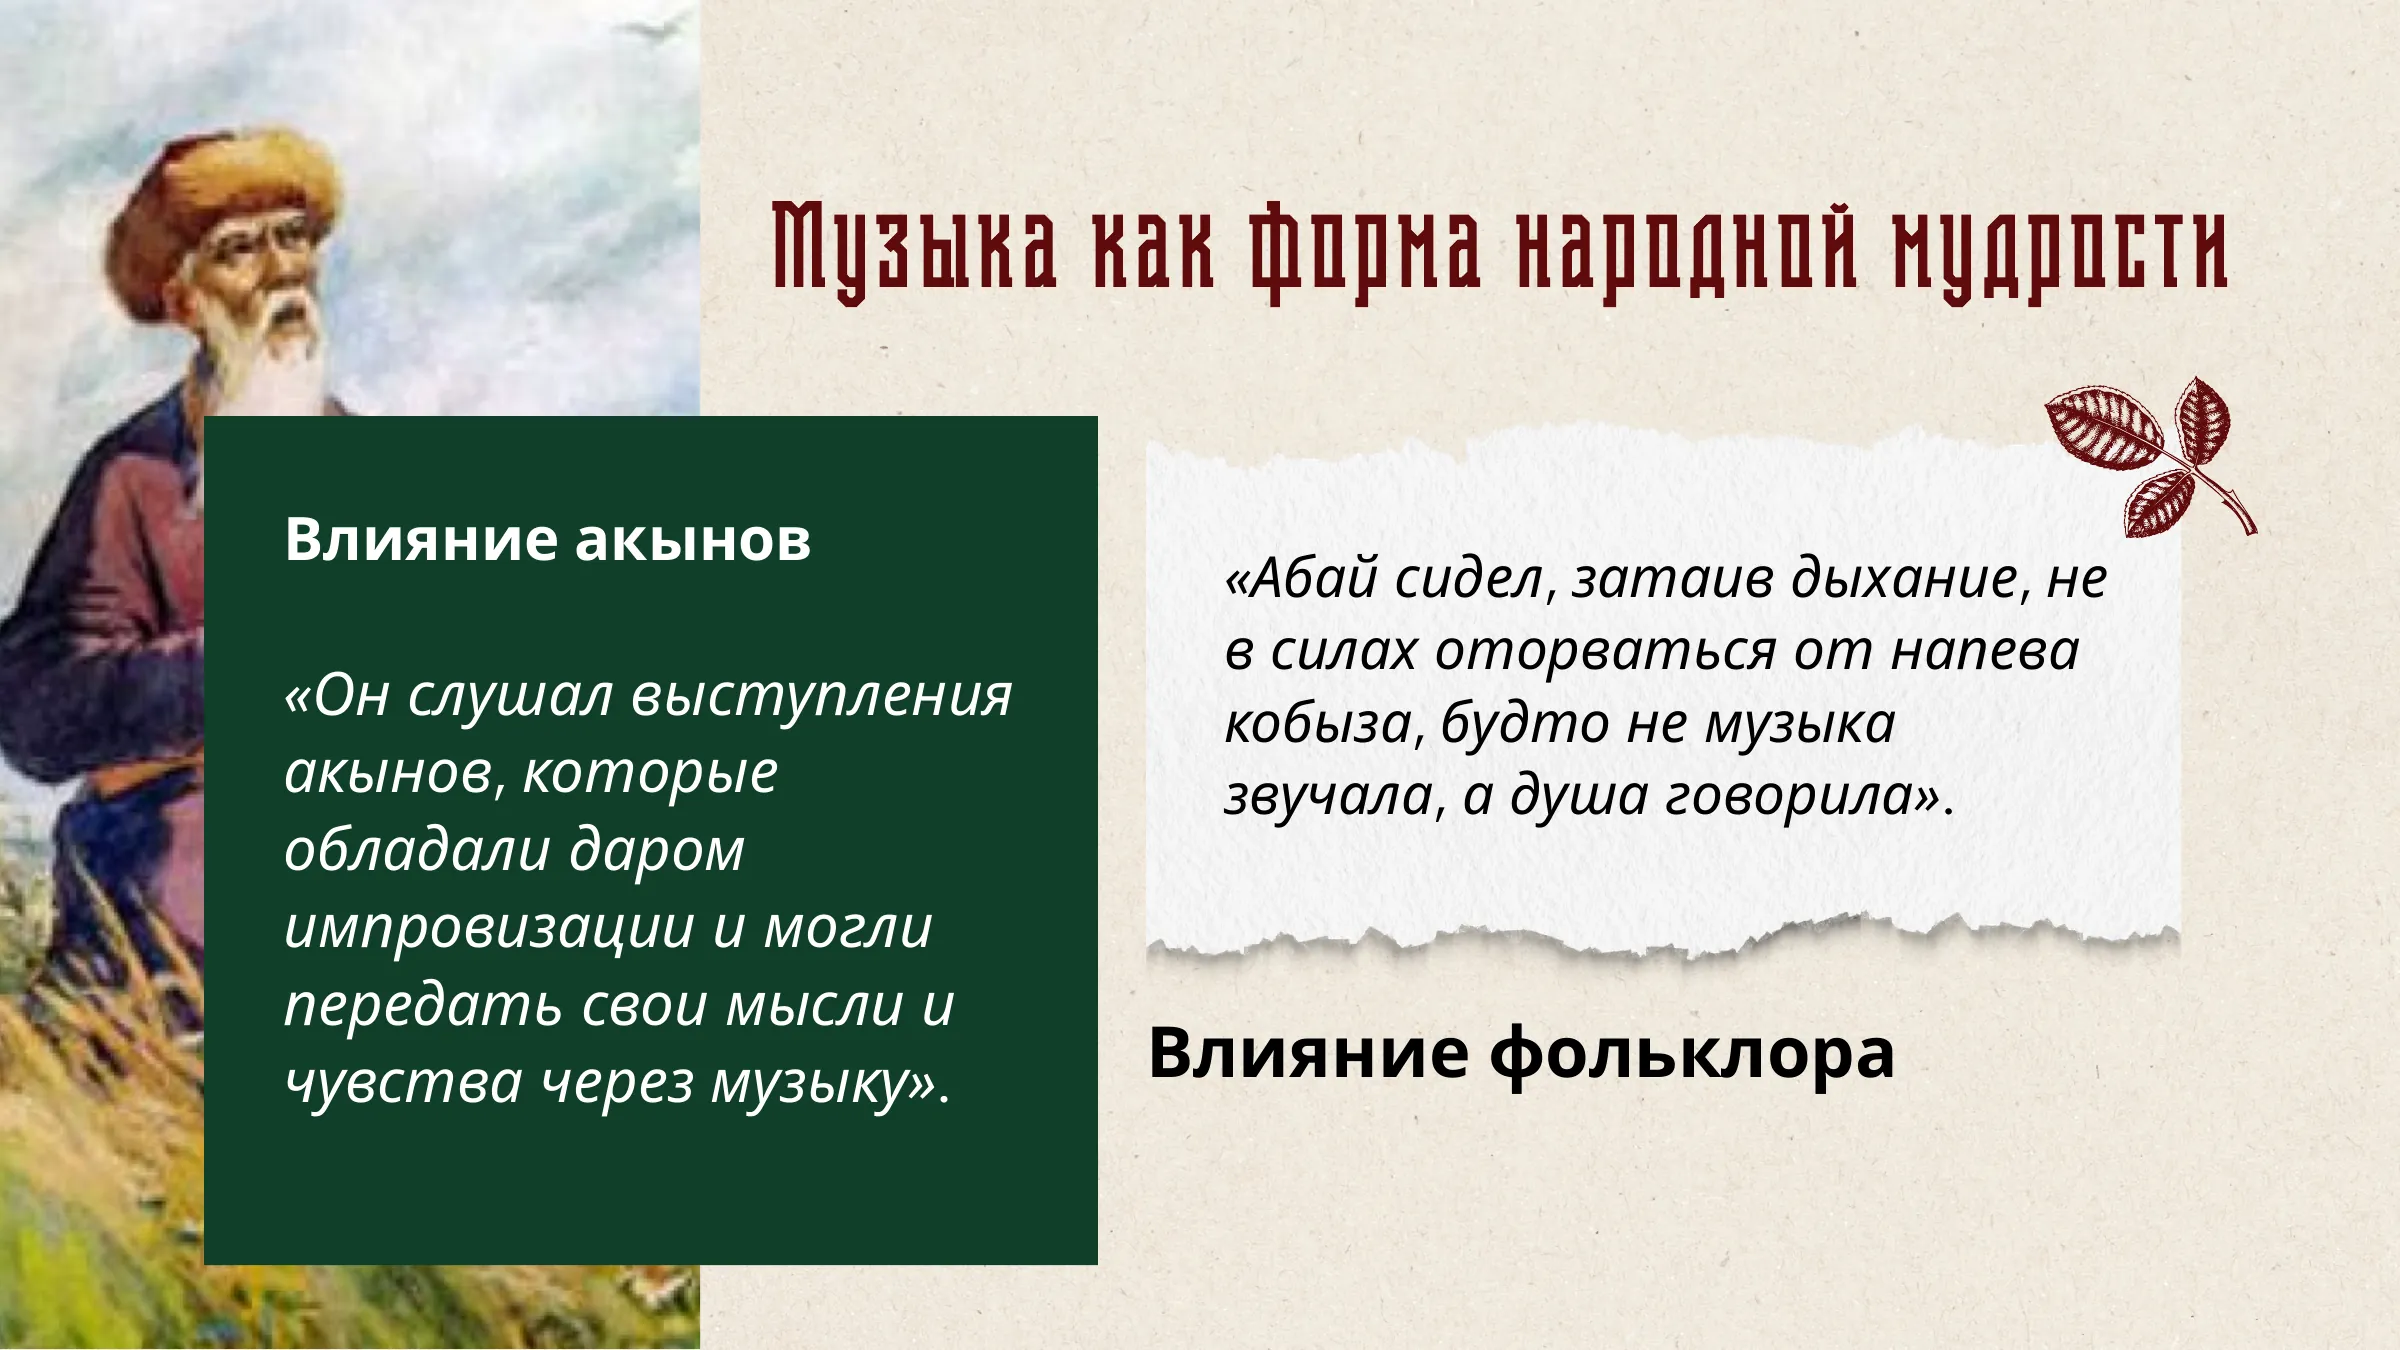 Музыка как форма народной мудрости
Влияние акынов
«Он слушал выступления
акынов, которые
обладали даром
импровизации и могли
передать свои мысли и
чувства через музыку».
«Абай сидел, затаив дыхание, не
в силах оторваться от напева
кобыза, будто не музыка
звучала, а душа говорила».
Влияние фольклора